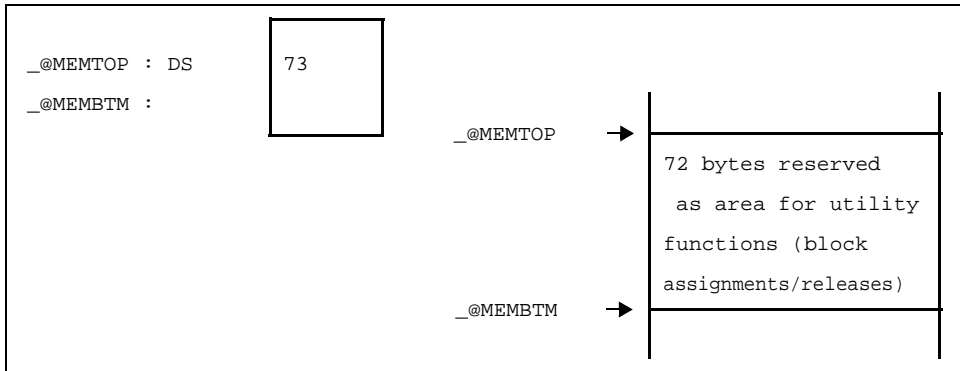 _@MEMTOP : DS 73
_@MEMBTM :
_@MEMTOP
72 bytes reserved
as area for utility
functions (block
assignments/releases)
_@MEMBTM